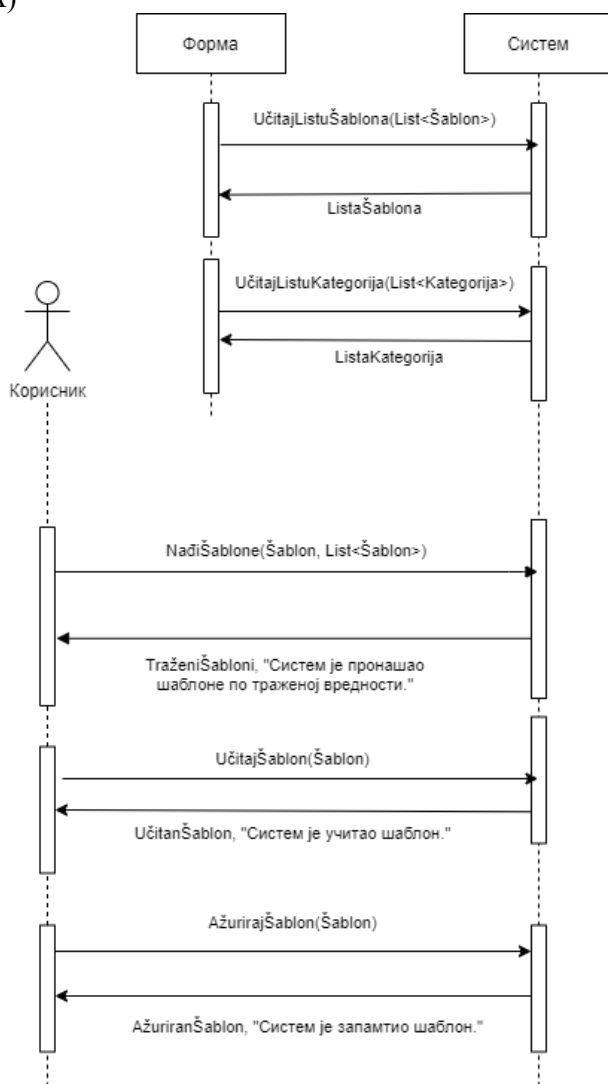 Форма
Систем
UčitajListuŠablona(List<Šablon>)
ListaŠablona
UčitajListuKategorija(List<Kategorija>)
ListaKategorija
Корисник
NađiŠablone(Šablon, List<Šablon>)
TraženiŠabloni, "Систем је пронашао
шаблоне по траженој вредности."
UčitajŠablon(Šablon)
UčitanŠablon, "Систем је учитао шаблон."
AžurirajŠablon(Šablon)
AžuriranŠablon, "Систем је запамтио шаблон."